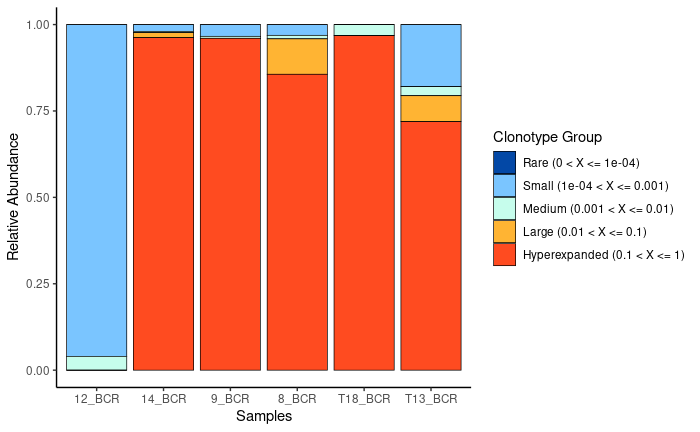 1.00
0.75
0.50
0.25
0.00
Relative Abundance
12_BCR
14_BCR
9_BCR
8_BCR
T18_BCR
T13_BCR
Samples
Clonotype Group
Rare (0 < X <= 1e-04)
Small (1e-04 < X <= 0.001)
Medium (0.001 < X <= 0.01)
Large (0.01 < X <= 0.1)
Hyperexpanded (0.1 < X <= 1)